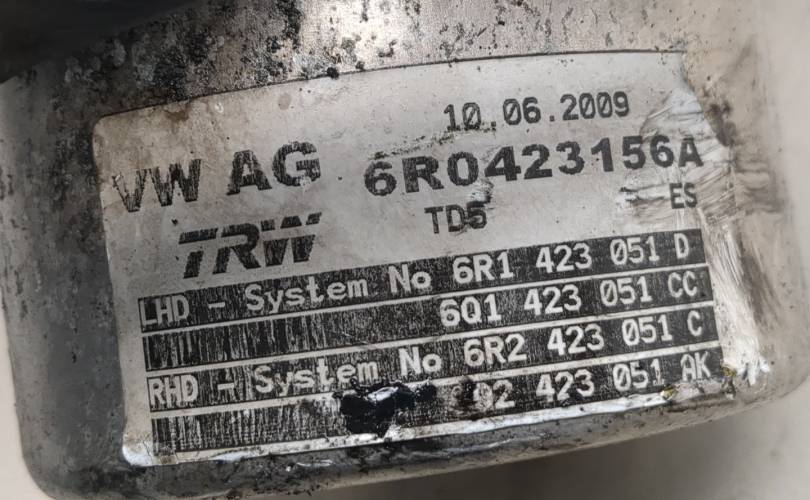 10.06.2009
VW AG 6R0423156A
TRW TD5 ES
LHD - System No 6R1 423 051 D
6Q1 423 051 CC
RHD - System No 6R2 423 051 C
423 051 AK